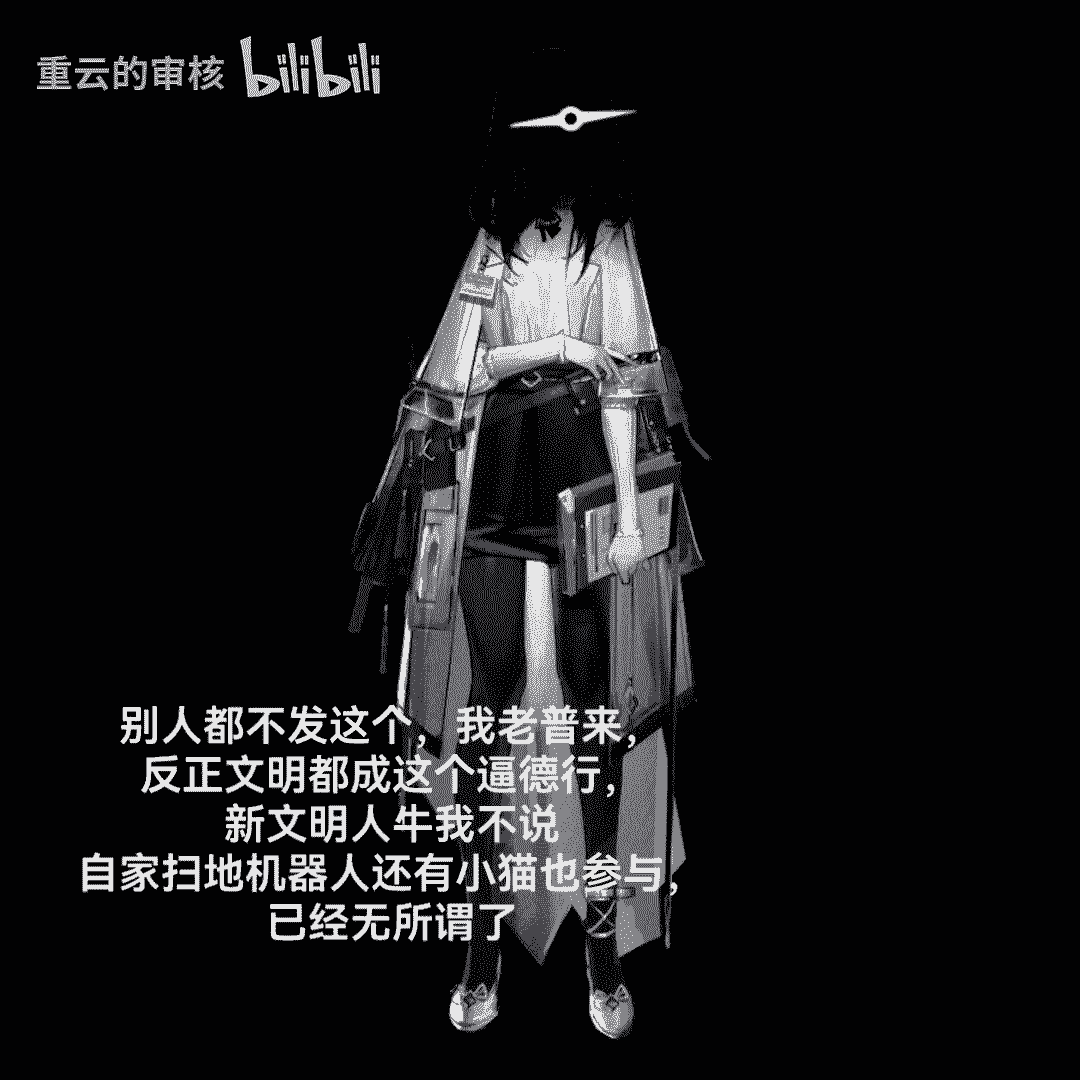 重云的审核 bilibili
别人都不发这个，我老普来，
反正文明都成这个逼德行，
新文明人牛我不说
自家扫地机器人还有小猫也参与，
已经无所谓了